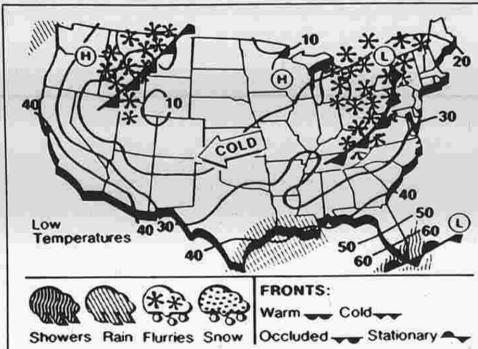 H
10
H
L
20
40
10
30
COLD
40
Low
Temperatures
40 30
40
50
50
60
60
L
Showers Rain Flurries Snow
FRONTS:
Warm Cold
Occluded Stationary